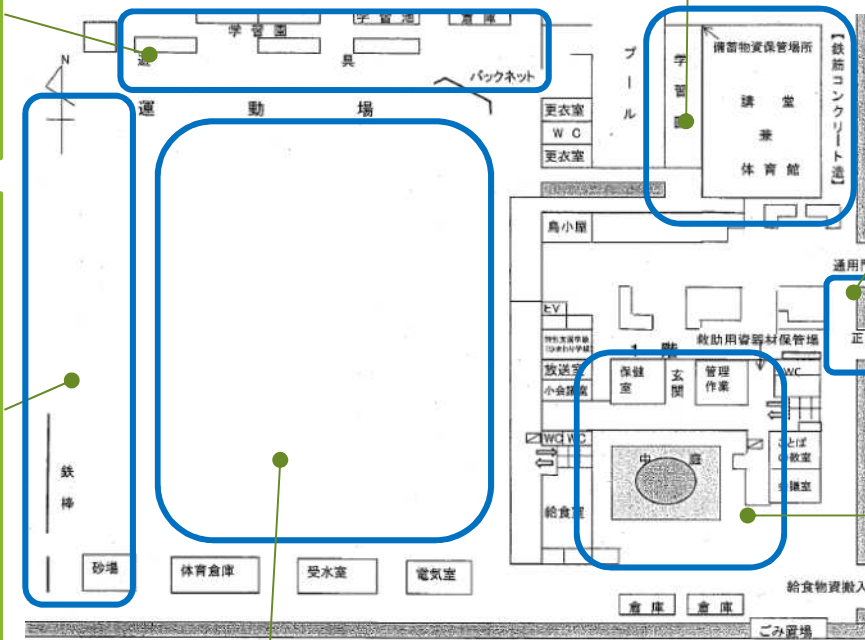 学習池
倉庫
学習園
遊
具
バックネット
N
運動場
プール
更衣室
WC
更衣室
学習園
備蓄物資保管場所
講堂
兼
体育館
【鉄筋コンクリート造】
鳥小屋
通用門
正
EV
救助用資器材保管場
1階
放送室
小会議室
保健室
玄関
管理作業
WC
WC
WC
中庭
ことばの教室
会議室
給食室
鉄棒
砂場
体育倉庫
受水室
電気室
倉庫
倉庫
給食物資搬入
ごみ置場